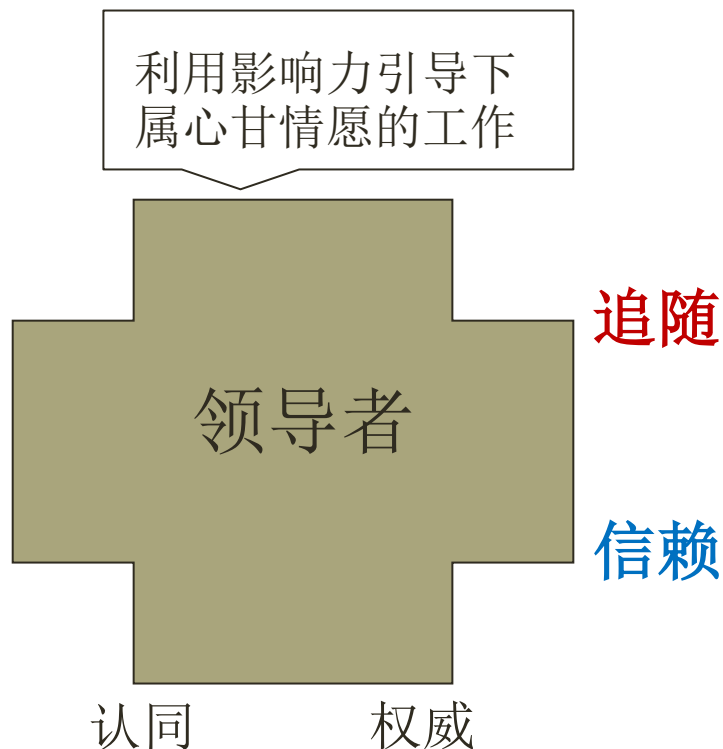 利用影响力引导下
属心甘情愿的工作
追随
领导者
信赖
认同
权威